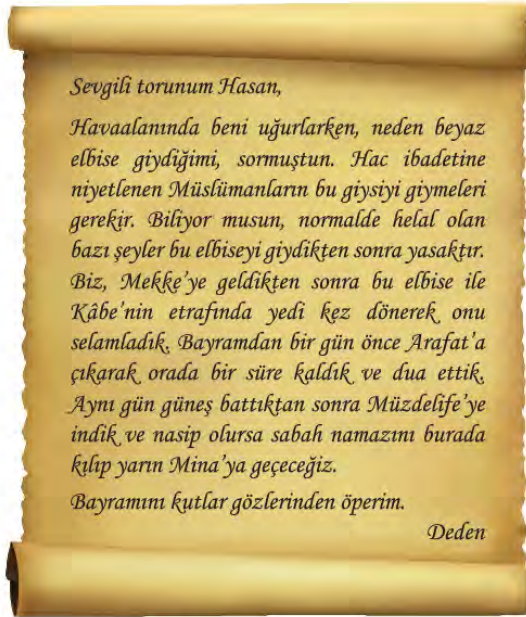 Sevgili torunum Hasan,
Havaalanında beni uğurlarken, neden beyaz
elbise giydiğimi, sormuştun. Hac ibadetine
niyetlenen Müslümanların bu giysiyi giymeleri
gerekir. Biliyor musun, normalde helal olan
bazı şeyler bu elbiseyi giydikten sonra yasaktır.
Biz, Mekke’ye geldikten sonra bu elbise ile
Kâbe’nin etrafında yedi kez dönerek onu
selamladık. Bayramdan bir gün önce Arafat’a
çıkarak orada bir süre kaldık ve dua ettik.
Aynı gün güneş battıktan sonra Müzdelife’ye
indik ve nasip olursa sabah namazını burada
kılıp yarın Mina’ya geçeceğiz.
Bayramını kutlar gözlerinden öperim.
Deden